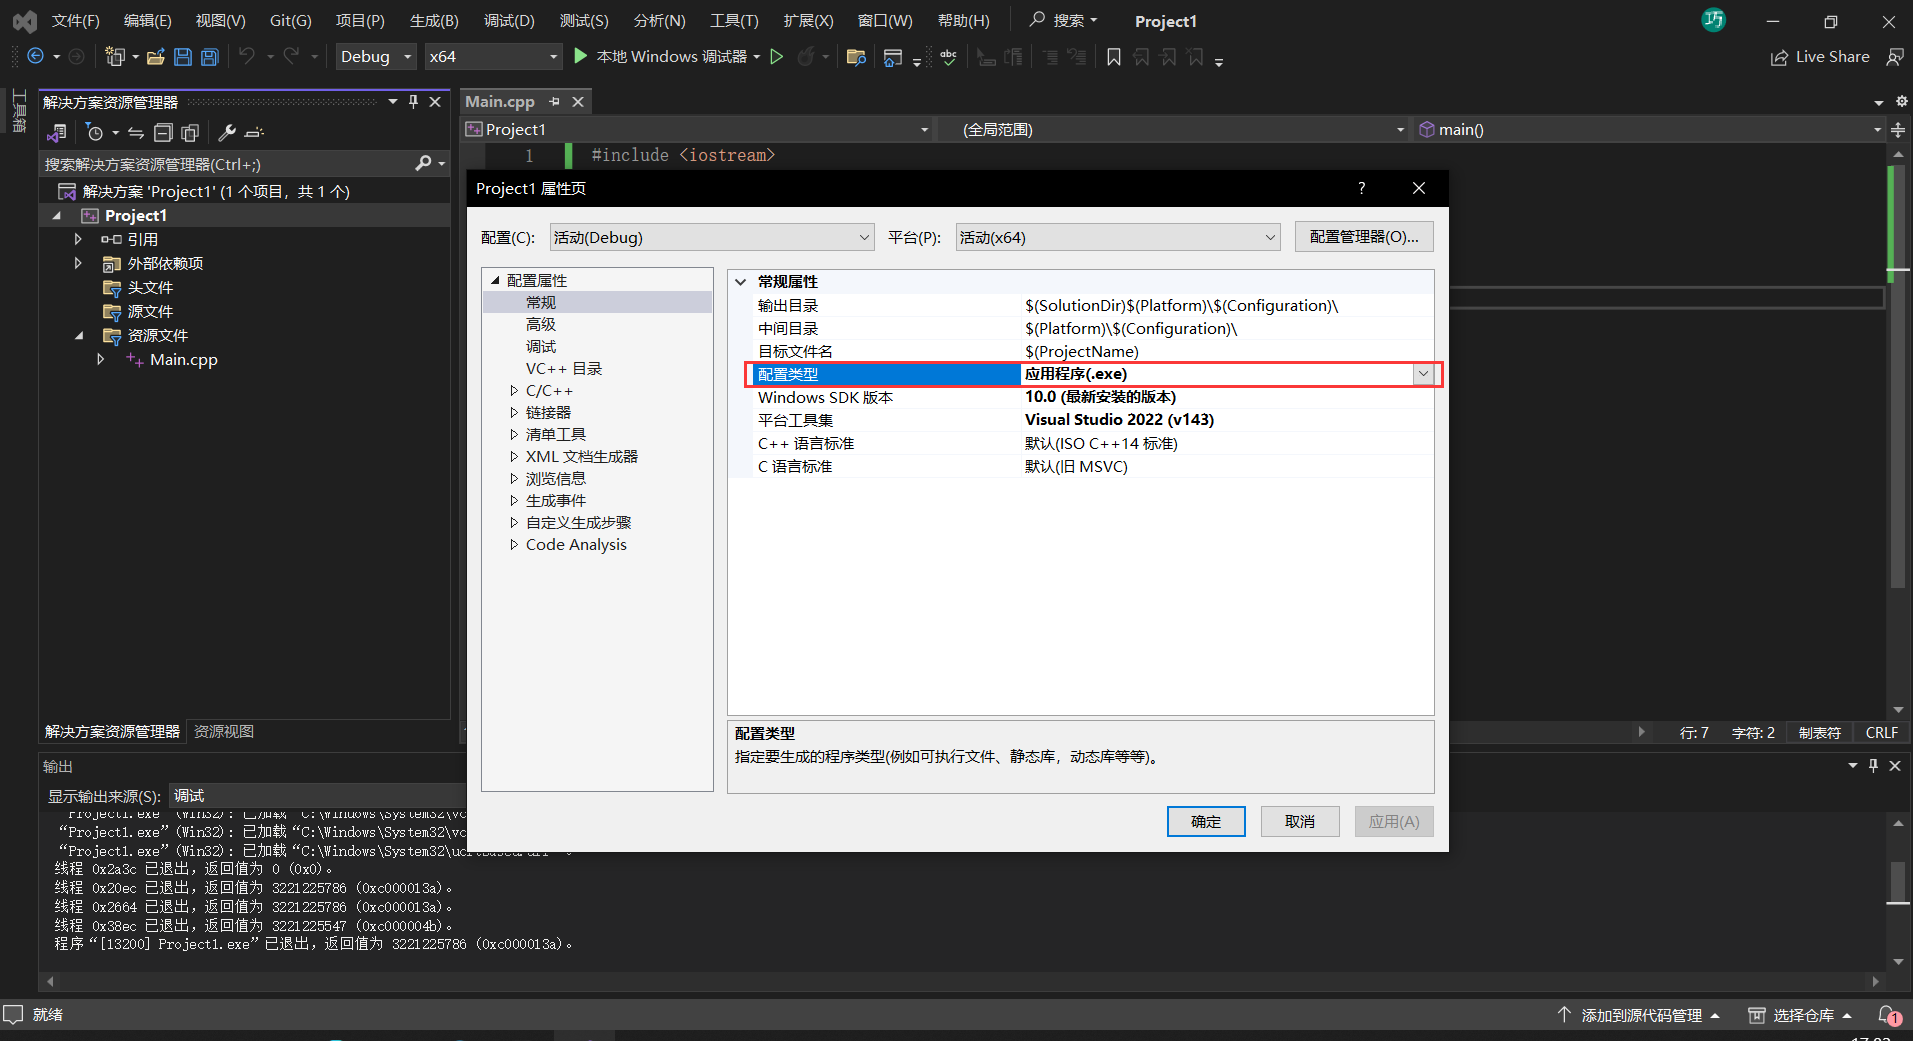 文件(F) 编辑(E) 视图(V) Git(G) 项目(P) 生成(B) 调试(D) 测试(S) 分析(N) 工具(T) 扩展(X) 窗口(W) 帮助(H) 搜索 Project1 巧
Debug x64 本地 Windows 调试器 abc Live Share
工具箱
解决方案资源管理器
搜索解决方案资源管理器(Ctrl+;)
解决方案 'Project1' (1 个项目，共 1 个)
Project1
引用
外部依赖项
头文件
源文件
资源文件
Main.cpp
解决方案资源管理器 资源视图
Main.cpp
Project1 (全局范围) main()
1 #include <iostream>
Project1 属性页 ?
配置(C): 活动(Debug) 平台(P): 活动(x64) 配置管理器(O)...
配置属性
常规
高级
调试
VC++ 目录
C/C++
链接器
清单工具
XML 文档生成器
浏览信息
生成事件
自定义生成步骤
Code Analysis
常规属性
输出目录 $(SolutionDir)$(Platform)\$(Configuration)\
中间目录 $(Platform)\$(Configuration)\
目标文件名 $(ProjectName)
配置类型 应用程序(.exe)
Windows SDK 版本 10.0 (最新安装的版本)
平台工具集 Visual Studio 2022 (v143)
C++ 语言标准 默认(ISO C++14 标准)
C 语言标准 默认(旧 MSVC)
配置类型
指定要生成的程序类型(例如可执行文件、静态库，动态库等等)。
确定 取消 应用(A)
行: 7 字符: 2 制表符 CRLF
输出
显示输出来源(S): 调试
“Project1.exe”(Win32): 已加载“C:\Windows\System32\vc
“Project1.exe”(Win32): 已加载“C:\Windows\System32\vc
“Project1.exe”(Win32): 已加载“C:\Windows\System32\ucrtbased.dll”。
线程 0x2a3c 已退出，返回值为 0 (0x0)。
线程 0x20ec 已退出，返回值为 3221225786 (0xc000013a)。
线程 0x2664 已退出，返回值为 3221225786 (0xc000013a)。
线程 0x38ec 已退出，返回值为 3221225547 (0xc000004b)。
程序“[13200] Project1.exe”已退出，返回值为 3221225786 (0xc000013a)。
就绪 添加到源代码管理 选择仓库 1